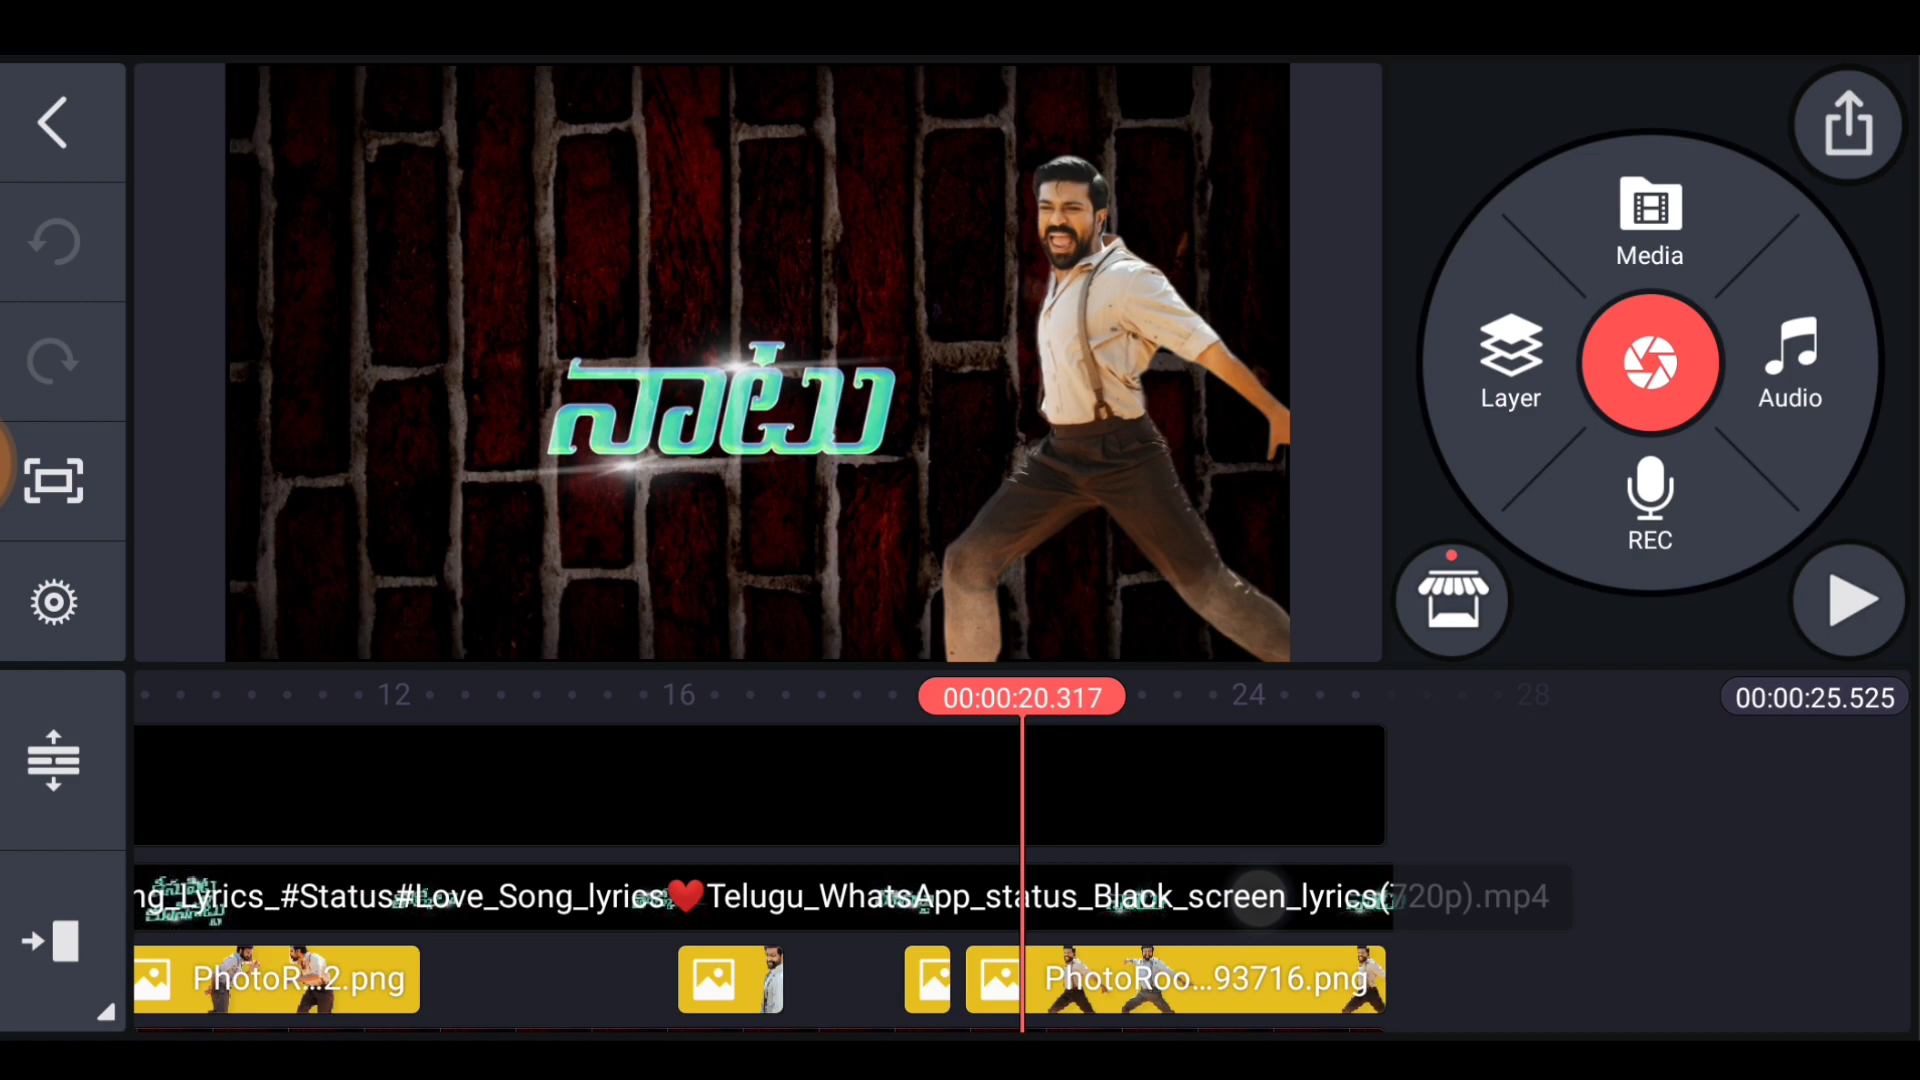 Media
Layer
Audio
REC
నాటు
12
16
00:00:20.317
24
28
00:00:25.525
ng_Lyrics_#Status#Love_Song_lyrics❤️Telugu_WhatsApp_status_Black_screen_lyrics(720p).mp4
PhotoR...2.png
PhotoRoo...93716.png